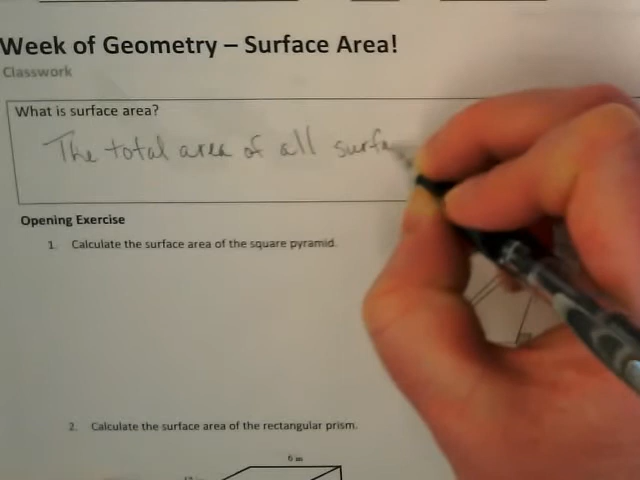 Week of Geometry – Surface Area!
Classwork
What is surface area?
The total area of all surfa
Opening Exercise
1. Calculate the surface area of the square pyramid.
2. Calculate the surface area of the rectangular prism.
6 m